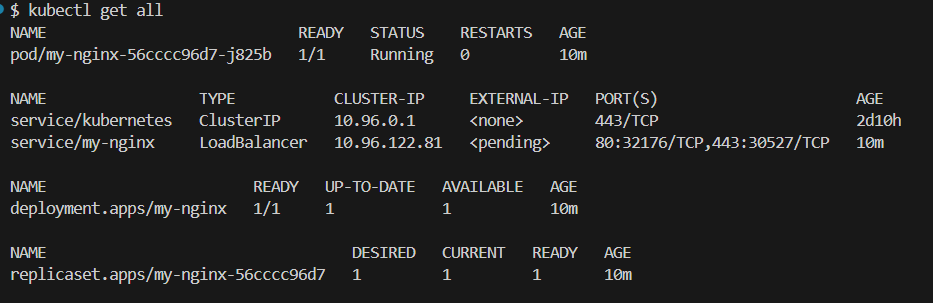 $ kubectl get all
NAME READY STATUS RESTARTS AGE
pod/my-nginx-56cccc96d7-j825b 1/1 Running 0 10m
NAME TYPE CLUSTER-IP EXTERNAL-IP PORT(S) AGE
service/kubernetes ClusterIP 10.96.0.1 <none> 443/TCP 2d10h
service/my-nginx LoadBalancer 10.96.122.81 <pending> 80:32176/TCP,443:30527/TCP 10m
NAME READY UP-TO-DATE AVAILABLE AGE
deployment.apps/my-nginx 1/1 1 1 10m
NAME DESIRED CURRENT READY AGE
replicaset.apps/my-nginx-56cccc96d7 1 1 1 10m